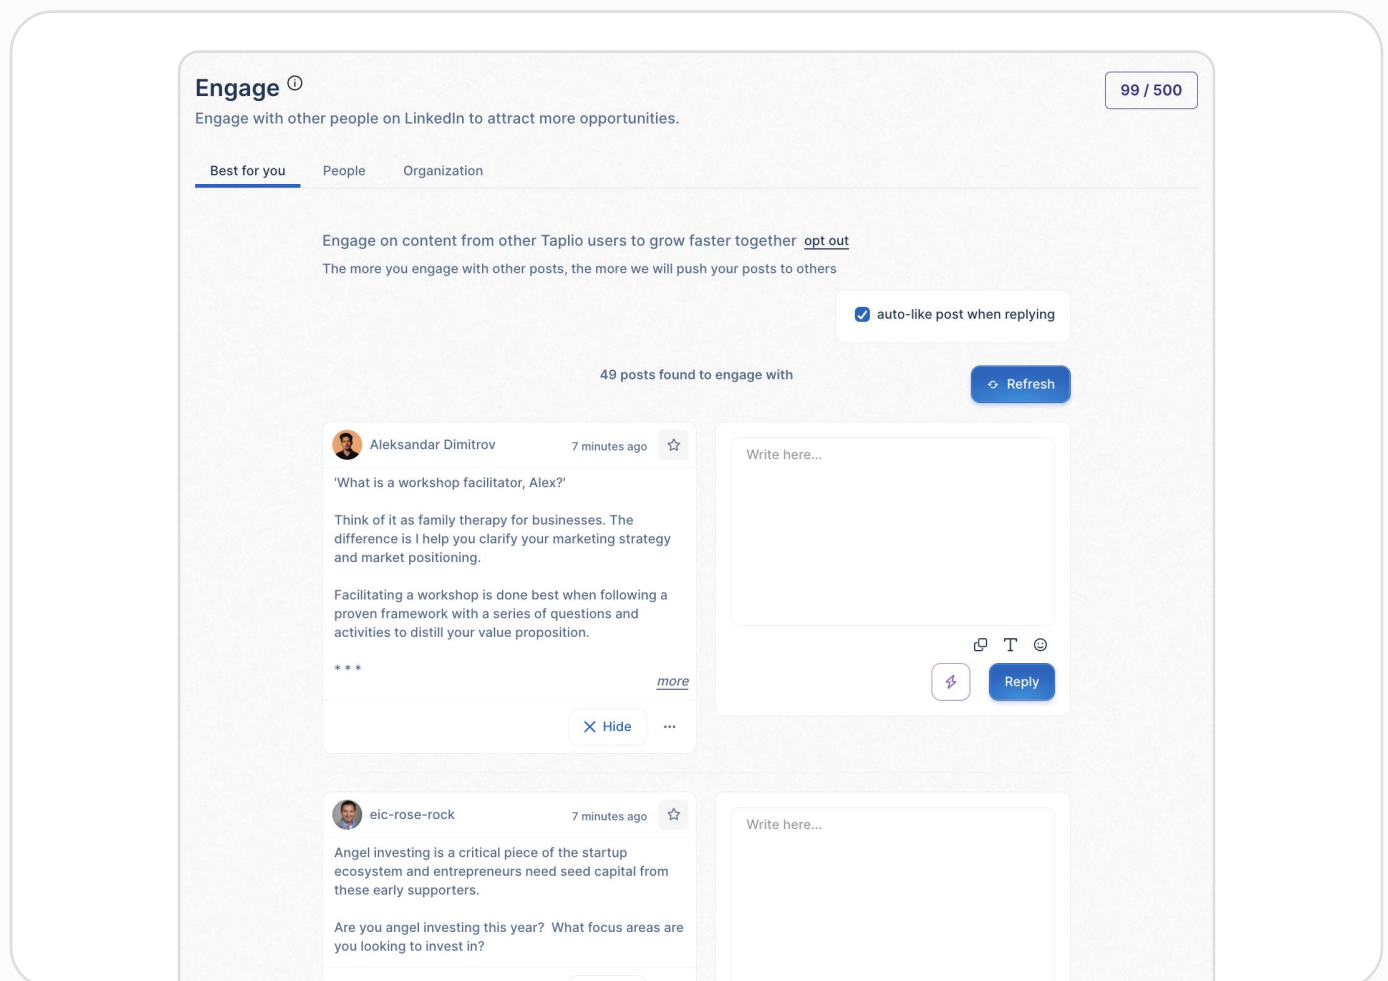 Engage
99 / 500
Engage with other people on LinkedIn to attract more opportunities.
Best for you
People
Organization
Engage on content from other Taplio users to grow faster together opt out
The more you engage with other posts, the more we will push your posts to others
auto-like post when replying
49 posts found to engage with
Refresh
Aleksandar Dimitrov
7 minutes ago
'What is a workshop facilitator, Alex?'
Think of it as family therapy for businesses. The
difference is I help you clarify your marketing strategy
and market positioning.
Facilitating a workshop is done best when following a
proven framework with a series of questions and
activities to distill your value proposition.
* * *
more
Hide
Write here...
Reply
eic-rose-rock
7 minutes ago
Angel investing is a critical piece of the startup
ecosystem and entrepreneurs need seed capital from
these early supporters.
Are you angel investing this year?  What focus areas are
you looking to invest in?
Write here...